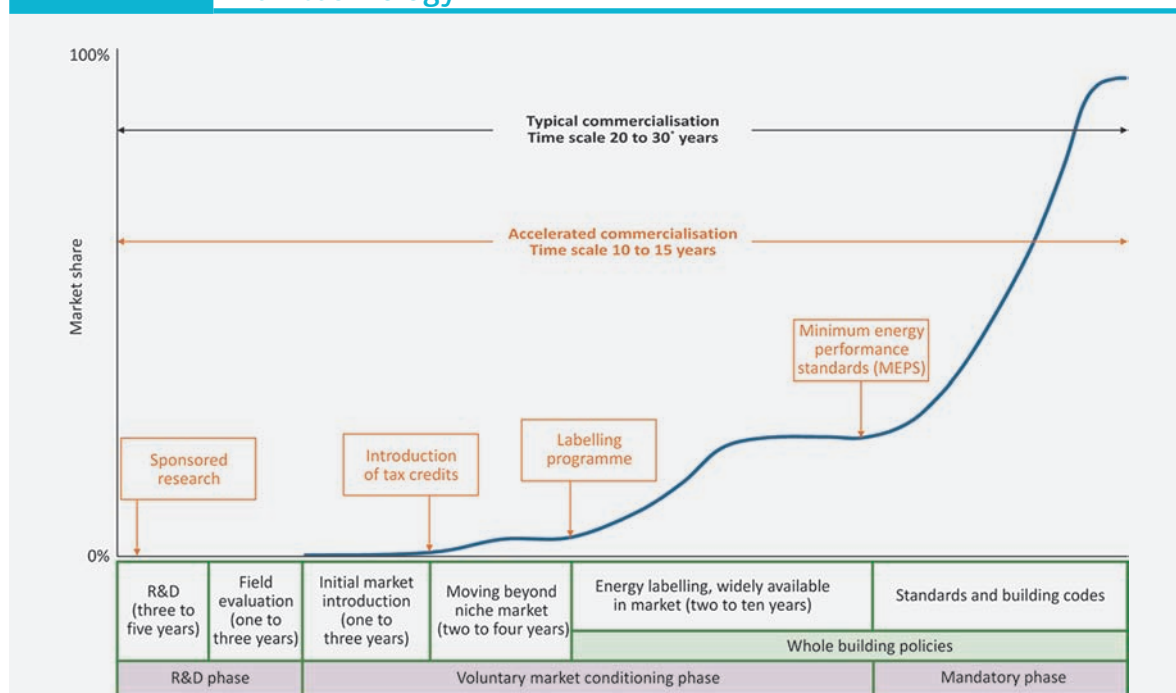 100%
Typical commercialisation
Time scale 20 to 30* years
Accelerated commercialisation
Time scale 10 to 15 years
Market share
Minimum energy
performance
standards (MEPS)
Labelling
programme
Introduction
of tax credits
Sponsored
research
0%
R&D
(three to
five years)
Field
evaluation
(one to
three years)
Initial market
introduction
(one to
three years)
Moving beyond
niche market
(two to four years)
Energy labelling, widely available
in market (two to ten years)
Standards and building codes
Whole building policies
R&D phase
Voluntary market conditioning phase
Mandatory phase